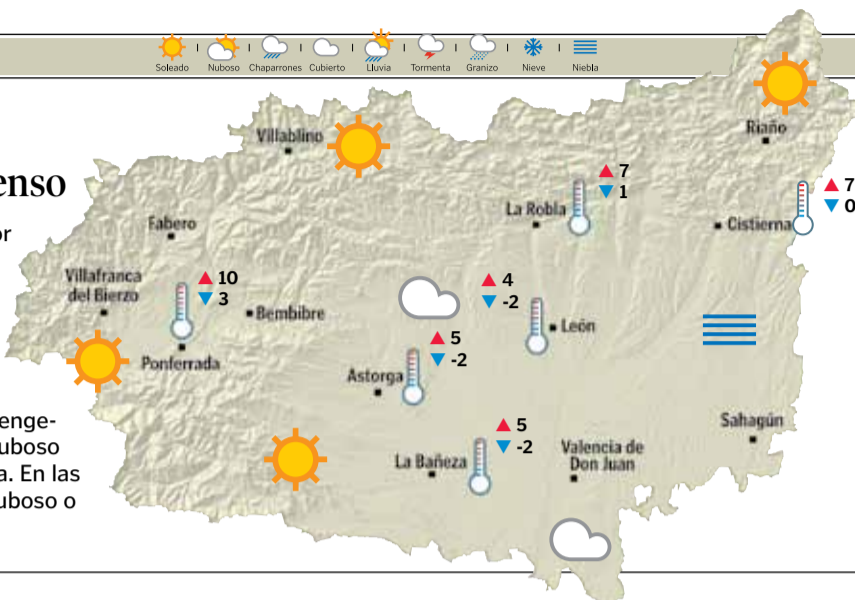 Soleado Nuboso Chaparrones Cubierto Lluvia Tormenta Granizo Nieve Niebla
enso
or
enge-
uboso
a. En las
uboso o
Villablino
Riaño
7
1
La Robla
Cistierna
7
0
Fabero
Villafranca
del Bierzo
10
3
Bembibre
Ponferrada
4
-2
León
5
-2
Astorga
5
-2
La Bañeza
Valencia de
Don Juan
Sahagún